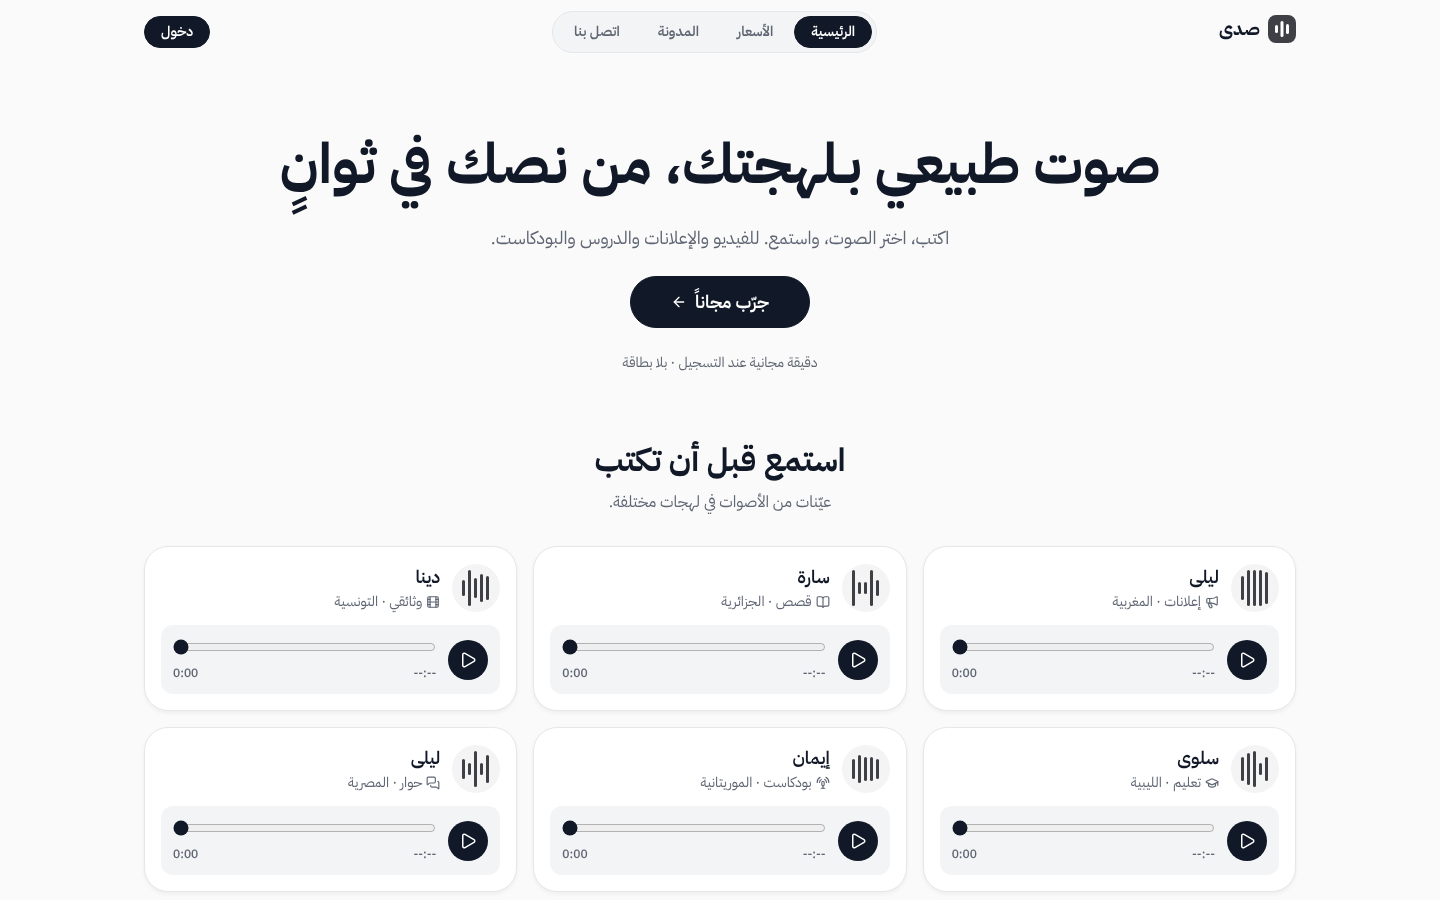 صدى
الرئيسية
الأسعار
المدونة
اتصل بنا
دخول
صوت طبيعي بلهجتك، من نصك في ثوانٍ
اكتب، اختر الصوت، واستمع. للفيديو والإعلانات والدروس والبودكاست.
جرّب مجاناً ←
دقيقة مجانية عند التسجيل · بلا بطاقة
استمع قبل أن تكتب
عيّنات من الأصوات في لهجات مختلفة.
ليلى
إعلانات · المغربية
--:--
0:00
سارة
قصص · الجزائرية
--:--
0:00
دينا
وثائقي · التونسية
--:--
0:00
سلوى
تعليم · الليبية
--:--
0:00
إيمان
بودكاست · الموريتانية
--:--
0:00
ليلى
حوار · المصرية
--:--
0:00